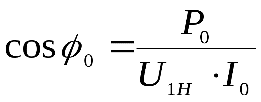 cos ϕ₀ = P₀ / U₁H · I₀